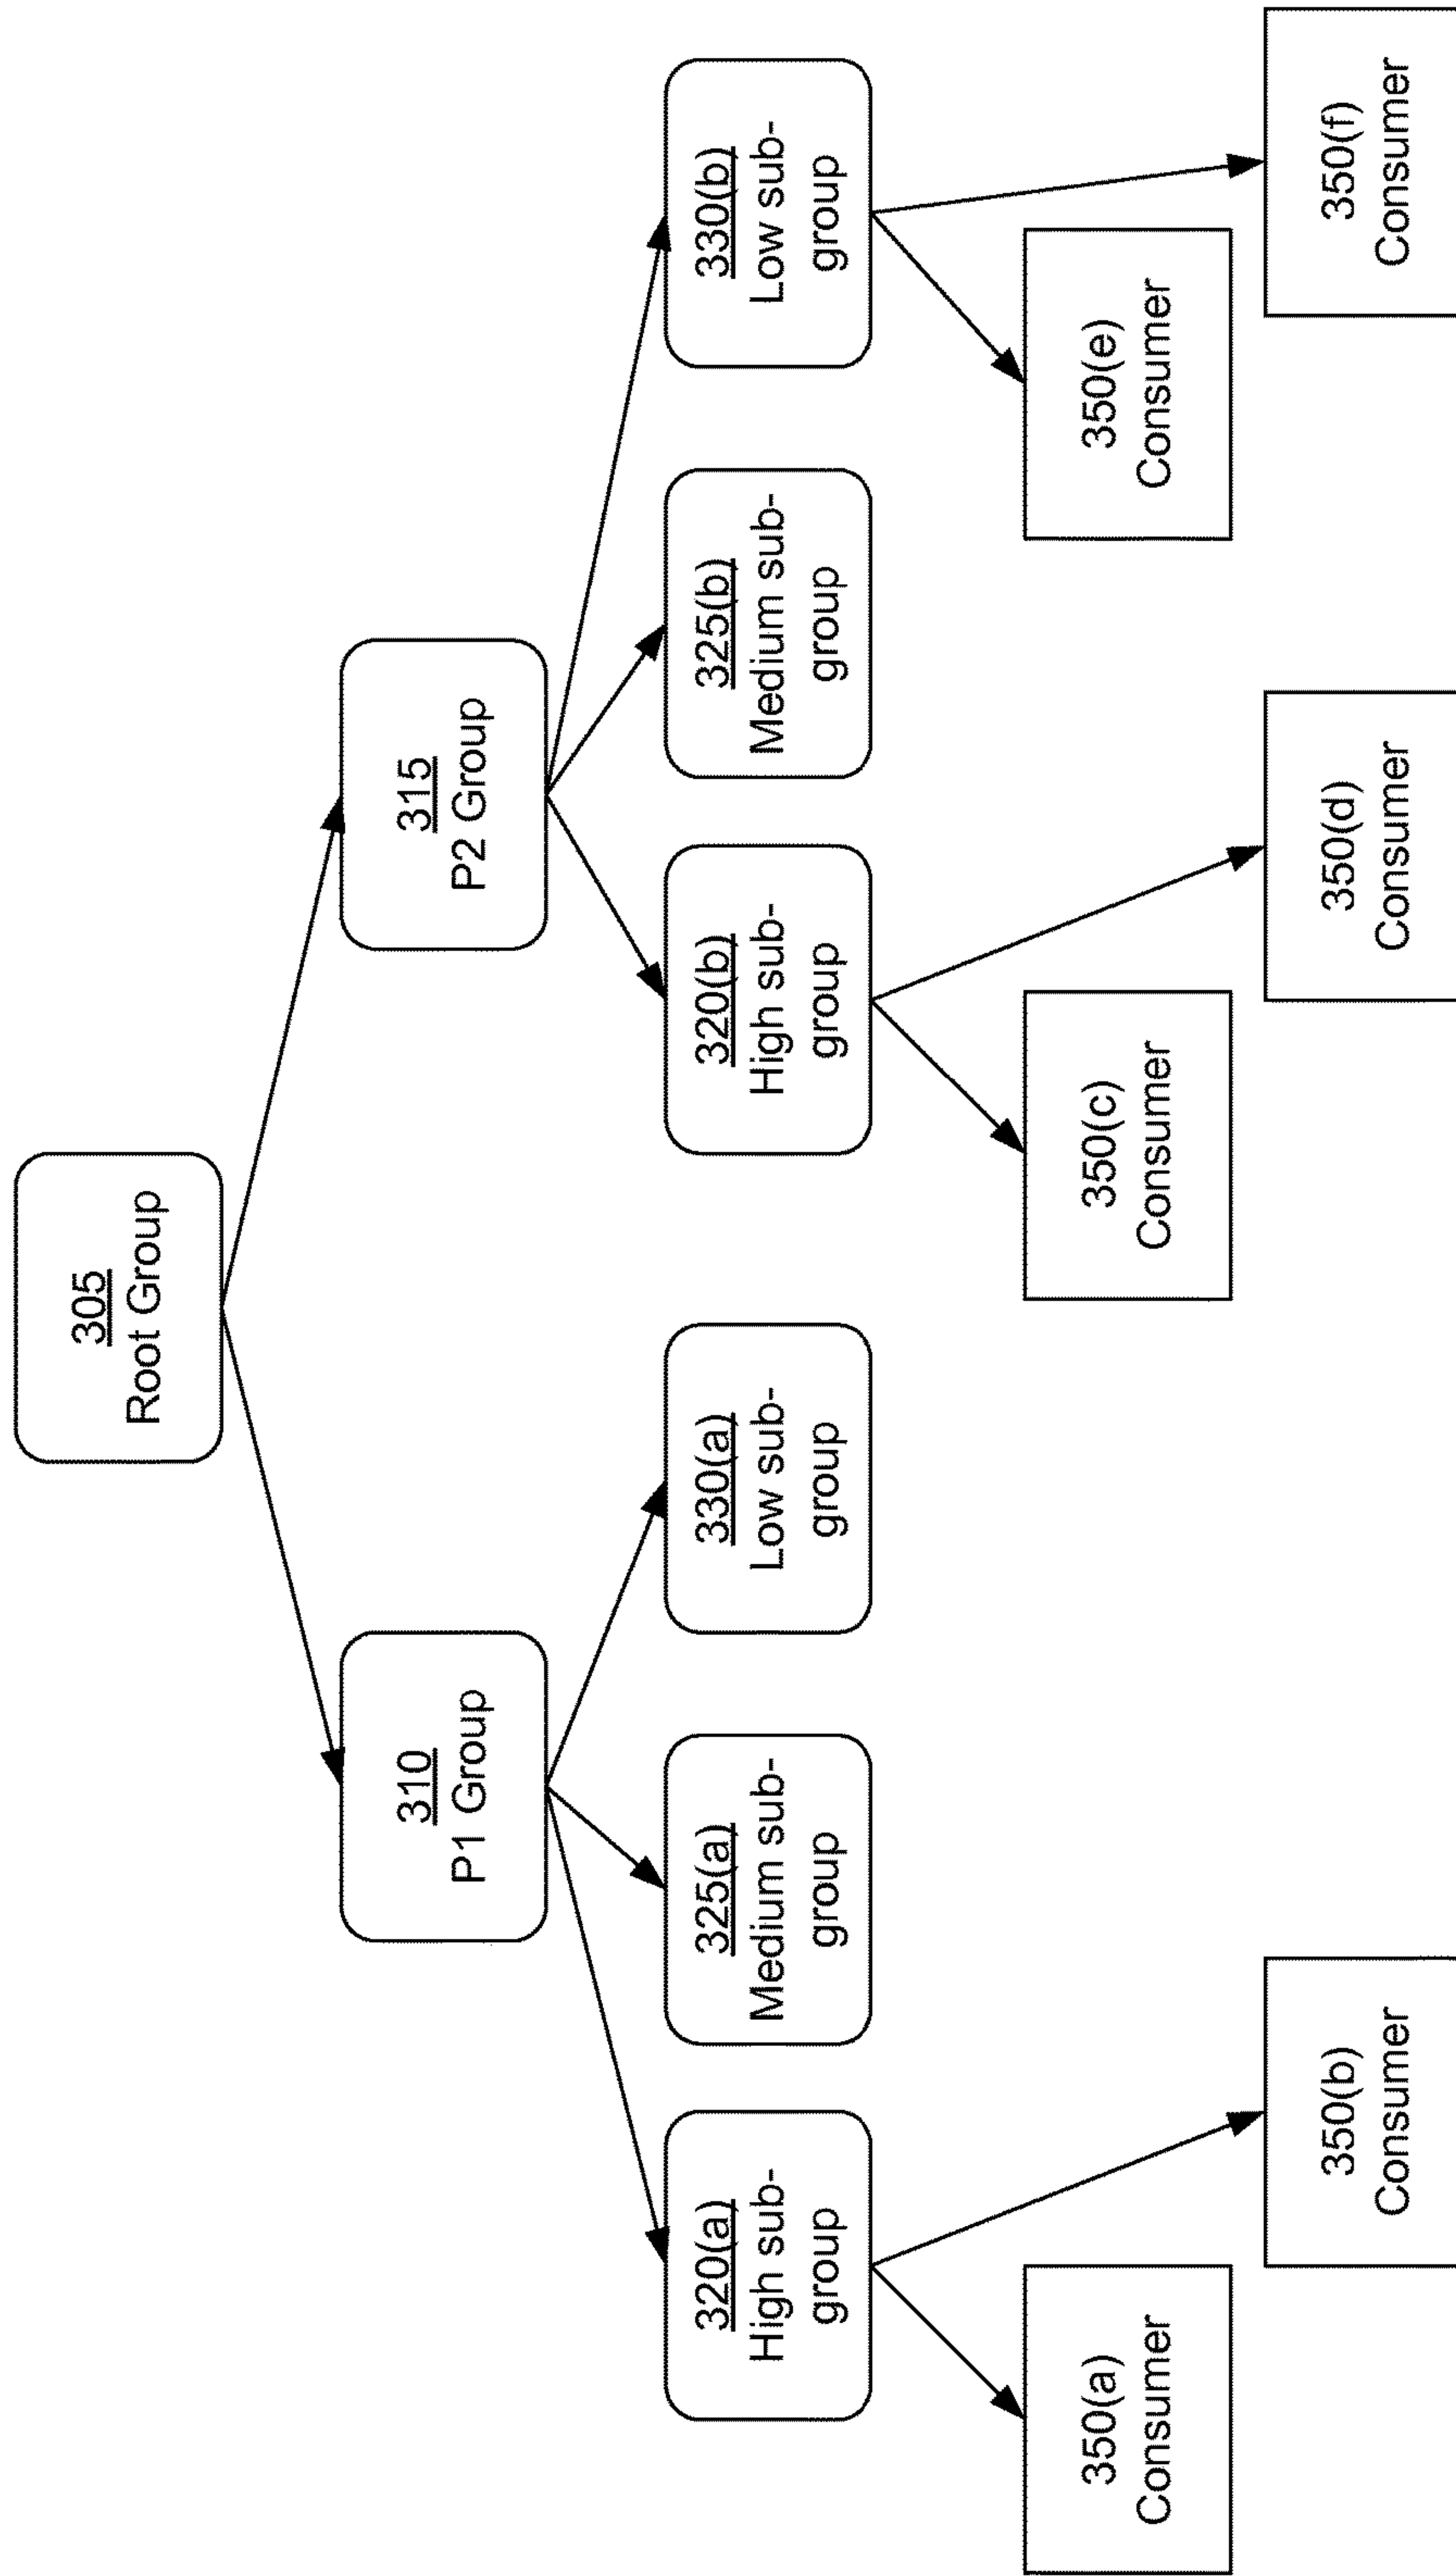 305
Root Group
310
P1 Group
315
P2 Group
320(a)
High sub-
group
325(a)
Medium sub-
group
330(a)
Low sub-
group
320(b)
High sub-
group
325(b)
Medium sub-
group
330(b)
Low sub-
group
350(a)
Consumer
350(c)
Consumer
350(e)
Consumer
350(b)
Consumer
350(d)
Consumer
350(f)
Consumer